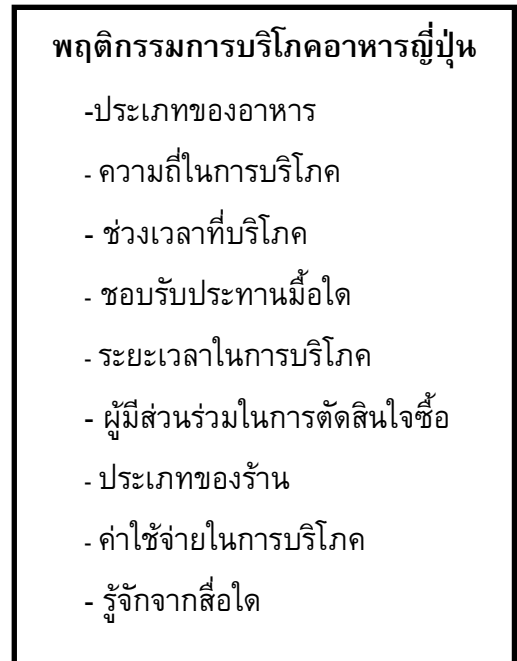 พฤติกรรมการบริโภคอาหารญี่ปุ่น
-ประเภทของอาหาร
- ความถี่ในการบริโภค
- ช่วงเวลาที่บริโภค
- ชอบรับประทานมื้อใด
- ระยะเวลาในการบริโภค
- ผู้มีส่วนร่วมในการตัดสินใจซื้อ
- ประเภทของร้าน
- ค่าใช้จ่ายในการบริโภค
- รู้จักจากสื่อใด